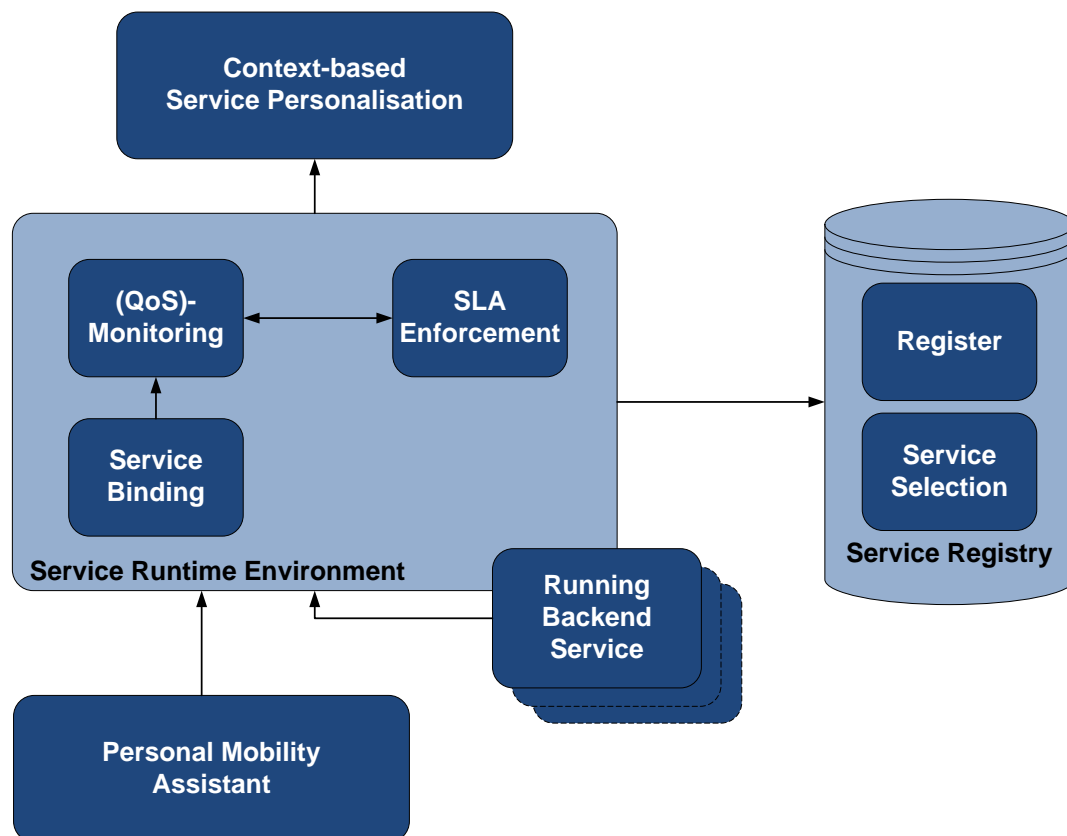 Context-based
Service Personalisation
(QoS)-
Monitoring
SLA
Enforcement
Service
Binding
Service Runtime Environment
Register
Service
Selection
Service Registry
Running
Backend
Service
Personal Mobility
Assistant